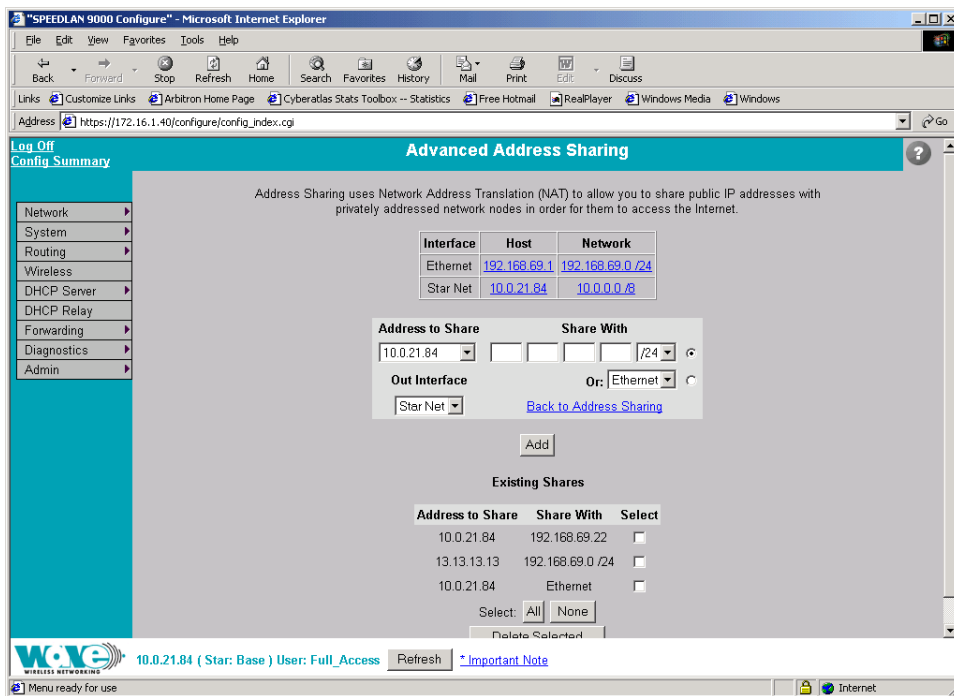 "SPEEDLAN 9000 Configure" - Microsoft Internet Explorer
File Edit View Favorites Tools Help
Back Forward Stop Refresh Home Search Favorites History Mail Print Edit Discuss
Links Customize Links Arbitron Home Page Cyberatlas Stats Toolbox -- Statistics Free Hotmail RealPlayer Windows Media Windows
Address https://172.16.1.40/configure/config_index.cgi Go
Log Off
Config Summary
Advanced Address Sharing
?
Address Sharing uses Network Address Translation (NAT) to allow you to share public IP addresses with
privately addressed network nodes in order for them to access the Internet.
Network
System
Routing
Wireless
DHCP Server
DHCP Relay
Forwarding
Diagnostics
Admin
Interface Host Network
Ethernet 192.168.69.1 192.168.69.0 /24
Star Net 10.0.21.84 10.0.0.0 /8
Address to Share Share With
10.0.21.84 /24
Out Interface Or: Ethernet
Star Net Back to Address Sharing
Add
Existing Shares
Address to Share Share With Select
10.0.21.84 192.168.69.22
13.13.13.13 192.168.69.0 /24
10.0.21.84 Ethernet
Select: All None
Delete Selected
WAVE
WIRELESS NETWORKING
10.0.21.84 ( Star: Base ) User: Full_Access Refresh * Important Note
Menu ready for use Internet